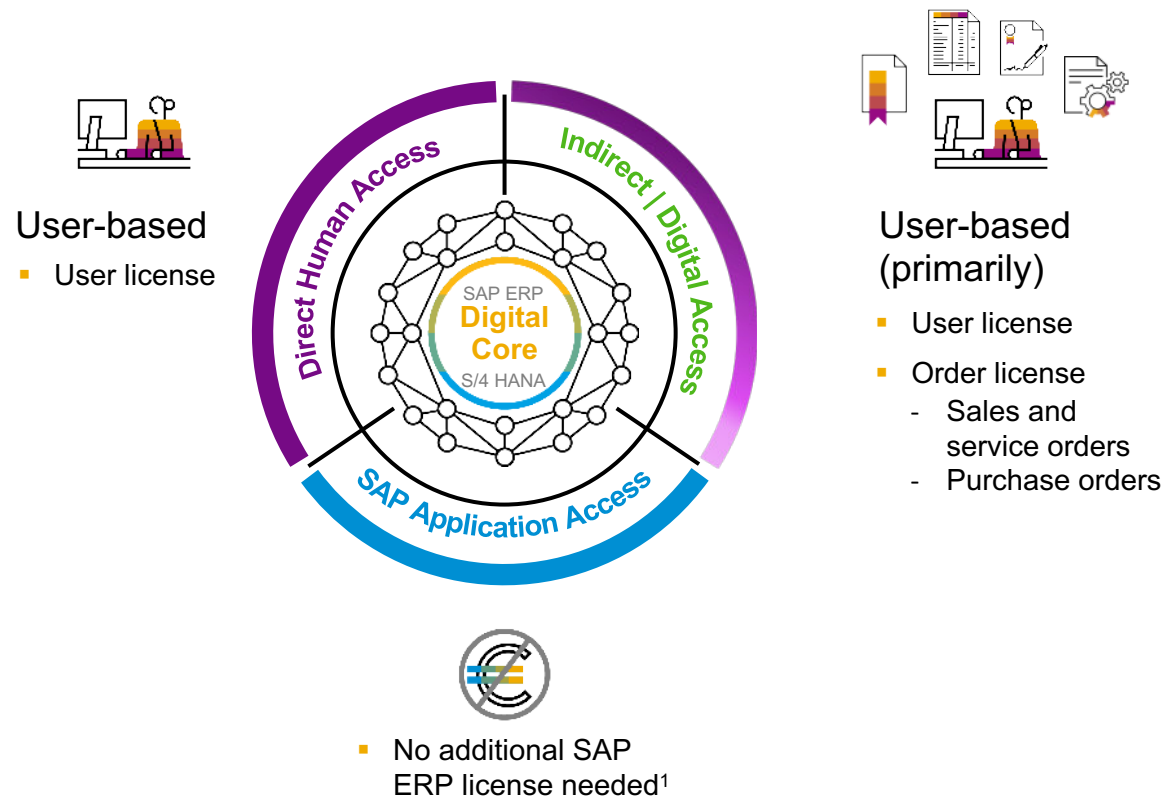 User-based
▪ User license
Direct Human Access
Indirect | Digital Access
SAP ERP
Digital
Core
S/4 HANA
SAP Application Access
User-based
(primarily)
▪ User license
▪ Order license
- Sales and
service orders
- Purchase orders
▪ No additional SAP
ERP license needed¹